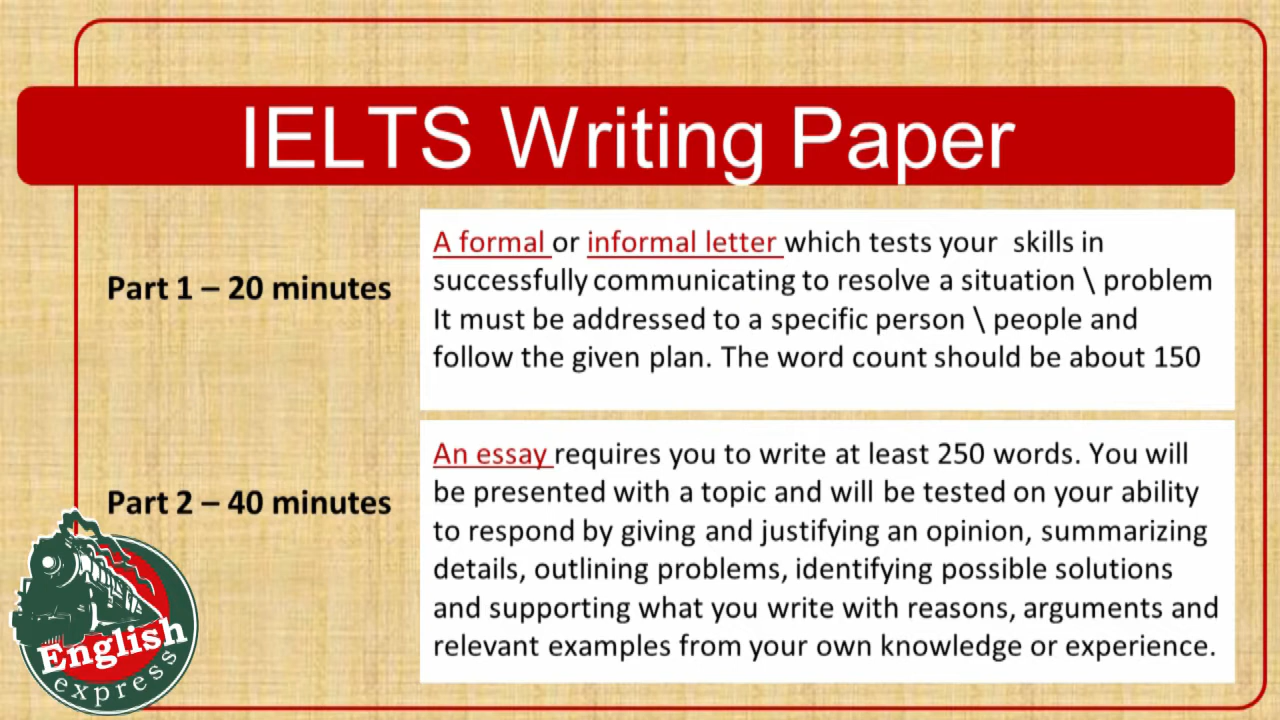 IELTS Writing Paper
Part 1 – 20 minutes
A formal or informal letter which tests your skills in
successfully communicating to resolve a situation \ problem
It must be addressed to a specific person \ people and
follow the given plan. The word count should be about 150
Part 2 – 40 minutes
An essay requires you to write at least 250 words. You will
be presented with a topic and will be tested on your ability
to respond by giving and justifying an opinion, summarizing
details, outlining problems, identifying possible solutions
and supporting what you write with reasons, arguments and
relevant examples from your own knowledge or experience.
English
express